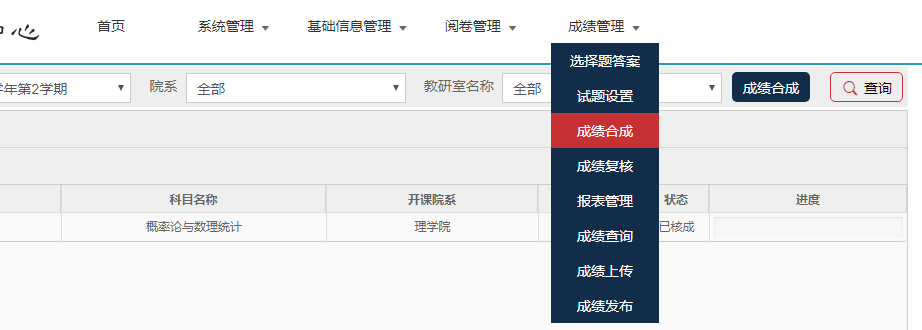 中心 首页 系统管理 基础信息管理 阅卷管理 成绩管理
学年第2学期 院系 全部 教研室名称 全部 成绩合成 查询
选择题答案
试题设置
成绩合成
成绩复核
报表管理
成绩查询
成绩上传
成绩发布
科目名称 开课院系 状态 进度
概率论与数理统计 理学院 已核成